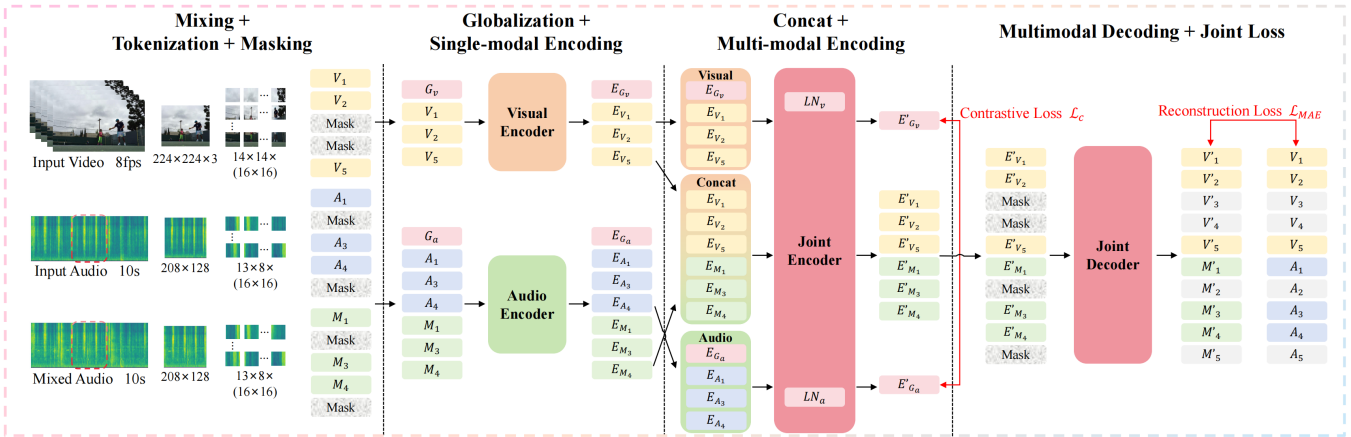 Mixing +
Tokenization + Masking
Input Video 8fps
224×224×3
14×14×
(16×16)
Input Audio 10s
208×128
13×8×
(16×16)
Mixed Audio 10s
208×128
13×8×
(16×16)
V1
V2
Mask
Mask
V5
A1
Mask
A3
A4
Mask
M1
Mask
M3
M4
Mask
Globalization +
Single-modal Encoding
Gv
V1
V2
V5
Visual
Encoder
EGv
EV1
EV2
EV5
Ga
A1
A3
A4
M1
M3
M4
Audio
Encoder
EGa
EA1
EA3
EA4
EM1
EM3
EM4
Concat +
Multi-modal Encoding
Visual
EGv
EV1
EV2
EV5
Concat
EV1
EV2
EV5
EM1
EM3
EM4
Audio
EGa
EA1
EA3
EA4
LNv
Joint
Encoder
LNa
E'Gv
E'V1
E'V2
E'V5
E'M1
E'M3
E'M4
E'Ga
Multimodal Decoding + Joint Loss
Contrastive Loss ℒc
Reconstruction Loss ℒMAE
E'V1
E'V2
Mask
Mask
E'V5
E'M1
Mask
E'M3
E'M4
Mask
Joint
Decoder
V'1
V'2
V'3
V'4
V'5
M'1
M'2
M'3
M'4
M'5
V1
V2
V3
V4
V5
A1
A2
A3
A4
A5